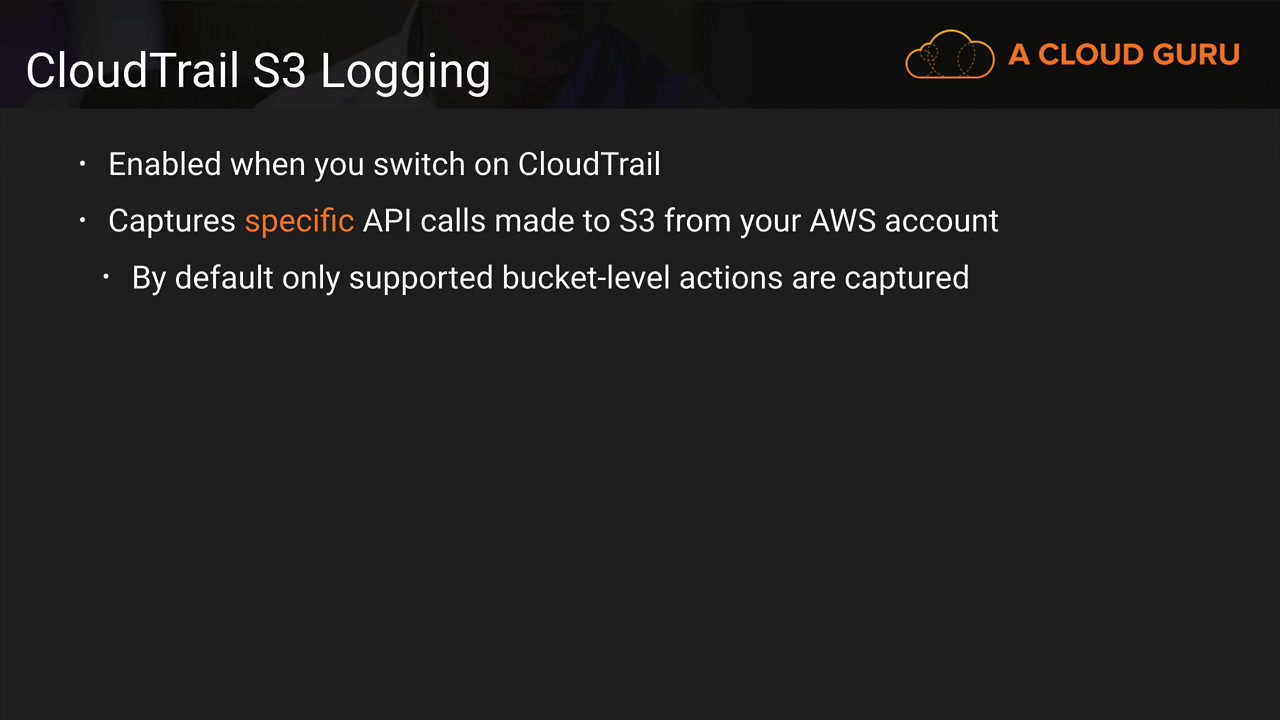 CloudTrail S3 Logging
A CLOUD GURU
• Enabled when you switch on CloudTrail
• Captures specific API calls made to S3 from your AWS account
• By default only supported bucket-level actions are captured